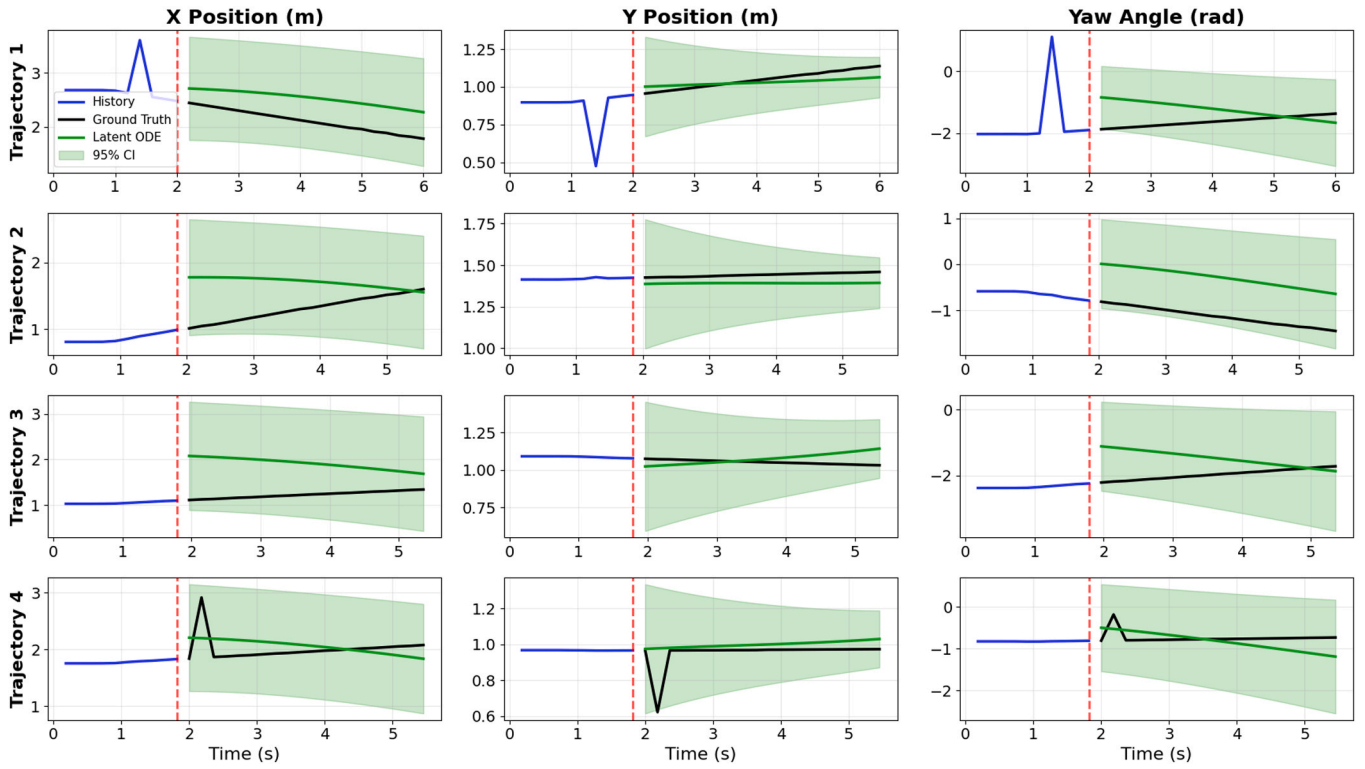 X Position (m) Y Position (m) Yaw Angle (rad)
Trajectory 1
3
2
0 1 2 3 4 5 6
History
Ground Truth
Latent ODE
95% CI
1.25
1.00
0.75
0.50
0 1 2 3 4 5 6
0
−2
0 1 2 3 4 5 6
Trajectory 2
2
1
0 1 2 3 4 5
1.75
1.50
1.25
1.00
0 1 2 3 4 5
1
0
−1
0 1 2 3 4 5
Trajectory 3
3
2
1
0 1 2 3 4 5
1.25
1.00
0.75
0 1 2 3 4 5
0
−2
0 1 2 3 4 5
Trajectory 4
3
2
1
0 1 2 3 4 5
Time (s)
1.2
1.0
0.8
0.6
0 1 2 3 4 5
Time (s)
0
−1
−2
0 1 2 3 4 5
Time (s)